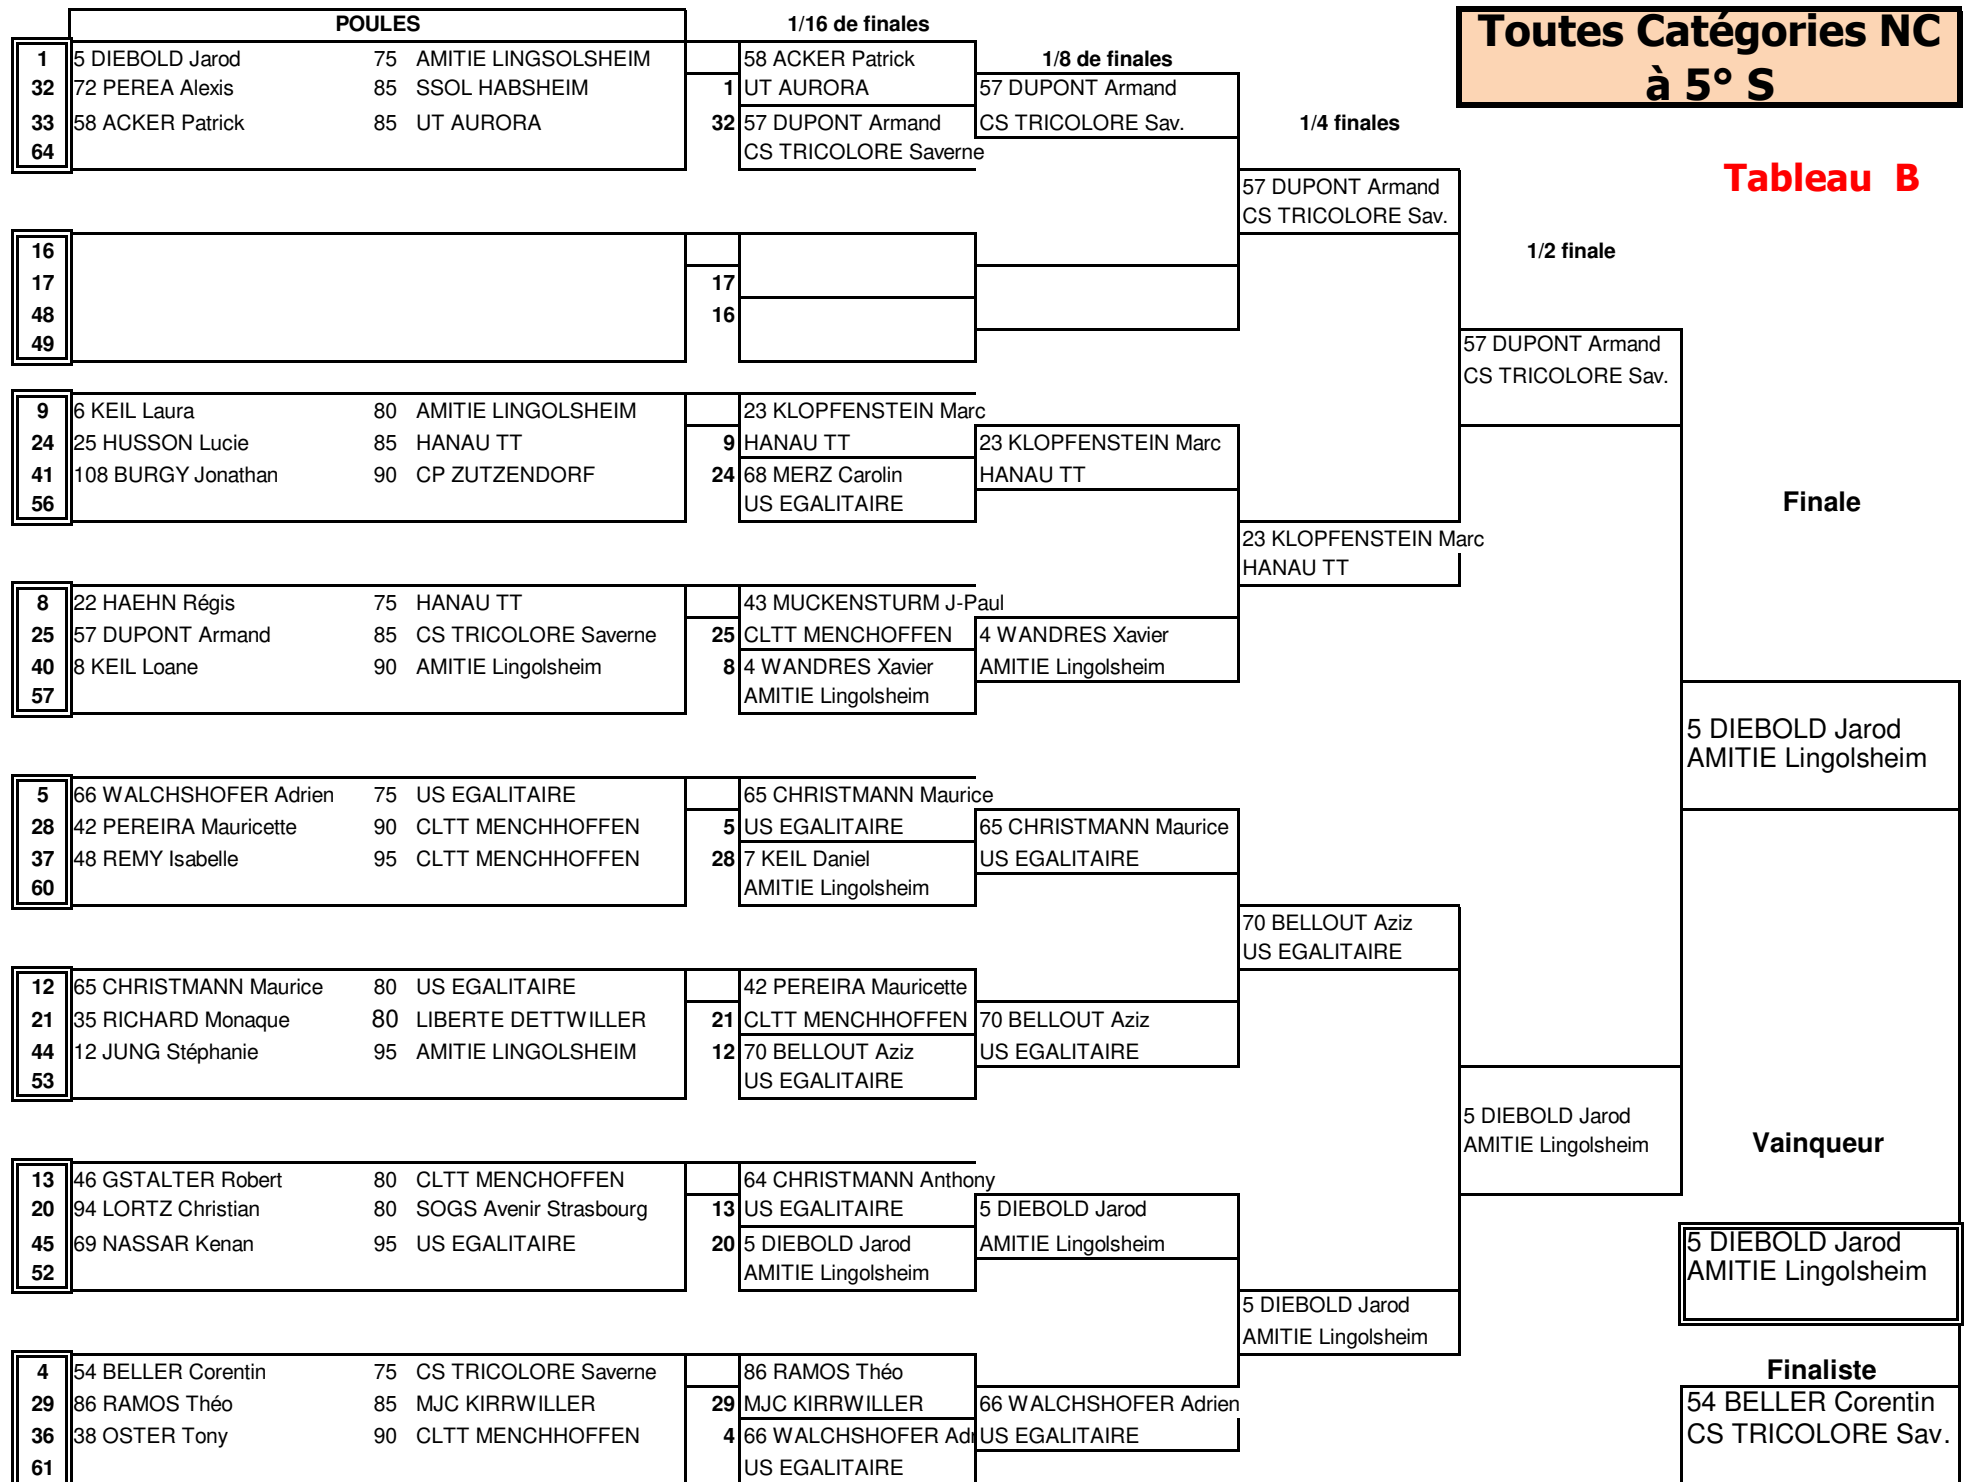 POULES 1/16 de finales Toutes Catégories NC
à 5° S
1 5 DIEBOLD Jarod 75 AMITIE LINGSOLSHEIM 58 ACKER Patrick 1/8 de finales
32 72 PEREA Alexis 85 SSOL HABSHEIM 1 UT AURORA 57 DUPONT Armand
33 58 ACKER Patrick 85 UT AURORA 32 57 DUPONT Armand CS TRICOLORE Sav. 1/4 finales
64 CS TRICOLORE Saverne
Tableau B
57 DUPONT Armand
CS TRICOLORE Sav.
16 1/2 finale
17 17
48 16
49 57 DUPONT Armand
CS TRICOLORE Sav.
9 6 KEIL Laura 80 AMITIE LINGOLSHEIM 23 KLOPFENSTEIN Marc
24 25 HUSSON Lucie 85 HANAU TT 9 HANAU TT 23 KLOPFENSTEIN Marc
41 108 BURGY Jonathan 90 CP ZUTZENDORF 24 68 MERZ Carolin HANAU TT
56 US EGALITAIRE Finale
23 KLOPFENSTEIN Marc
HANAU TT
8 22 HAEHN Régis 75 HANAU TT 43 MUCKENSTURM J-Paul
25 57 DUPONT Armand 85 CS TRICOLORE Saverne 25 CLTT MENCHOFFEN 4 WANDRES Xavier
40 8 KEIL Loane 90 AMITIE Lingolsheim 8 4 WANDRES Xavier AMITIE Lingolsheim
57 AMITIE Lingolsheim
5 DIEBOLD Jarod
AMITIE Lingolsheim
5 66 WALCHSHOFER Adrien 75 US EGALITAIRE 65 CHRISTMANN Maurice
28 42 PEREIRA Mauricette 90 CLTT MENCHHOFFEN 5 US EGALITAIRE 65 CHRISTMANN Maurice
37 48 REMY Isabelle 95 CLTT MENCHHOFFEN 28 7 KEIL Daniel US EGALITAIRE
60 AMITIE Lingolsheim
70 BELLOUT Aziz
US EGALITAIRE
12 65 CHRISTMANN Maurice 80 US EGALITAIRE 42 PEREIRA Mauricette
21 35 RICHARD Monaque 80 LIBERTE DETTWILLER 21 CLTT MENCHHOFFEN 70 BELLOUT Aziz
44 12 JUNG Stéphanie 95 AMITIE LINGOLSHEIM 12 70 BELLOUT Aziz US EGALITAIRE
53 US EGALITAIRE
5 DIEBOLD Jarod
AMITIE Lingolsheim Vainqueur
13 46 GSTALTER Robert 80 CLTT MENCHOFFEN 64 CHRISTMANN Anthony
20 94 LORTZ Christian 80 SOGS Avenir Strasbourg 13 US EGALITAIRE 5 DIEBOLD Jarod
45 69 NASSAR Kenan 95 US EGALITAIRE 20 5 DIEBOLD Jarod AMITIE Lingolsheim 5 DIEBOLD Jarod
52 AMITIE Lingolsheim AMITIE Lingolsheim
5 DIEBOLD Jarod
AMITIE Lingolsheim
4 54 BELLER Corentin 75 CS TRICOLORE Saverne 86 RAMOS Théo Finaliste
29 86 RAMOS Théo 85 MJC KIRRWILLER 29 MJC KIRRWILLER 66 WALCHSHOFER Adrien 54 BELLER Corentin
36 38 OSTER Tony 90 CLTT MENCHHOFFEN 4 66 WALCHSHOFER Adr US EGALITAIRE CS TRICOLORE Sav.
61 US EGALITAIRE